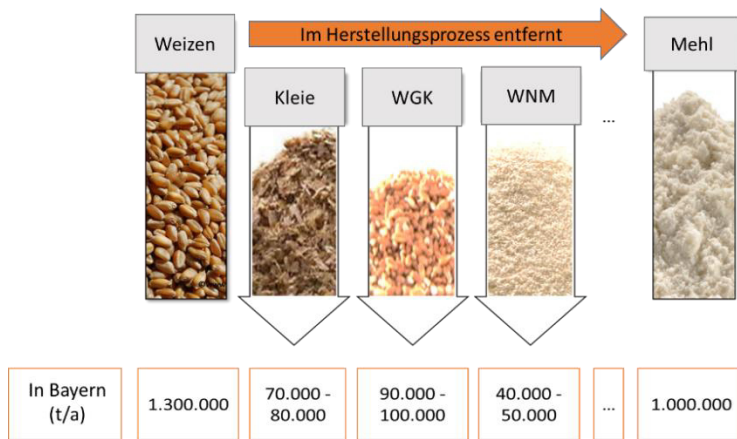 Weizen
Im Herstellungsprozess entfernt
Mehl
Kleie
WGK
WNM
...
In Bayern
(t/a)
1.300.000
70.000 -
80.000
90.000 -
100.000
40.000 -
50.000
...
1.000.000